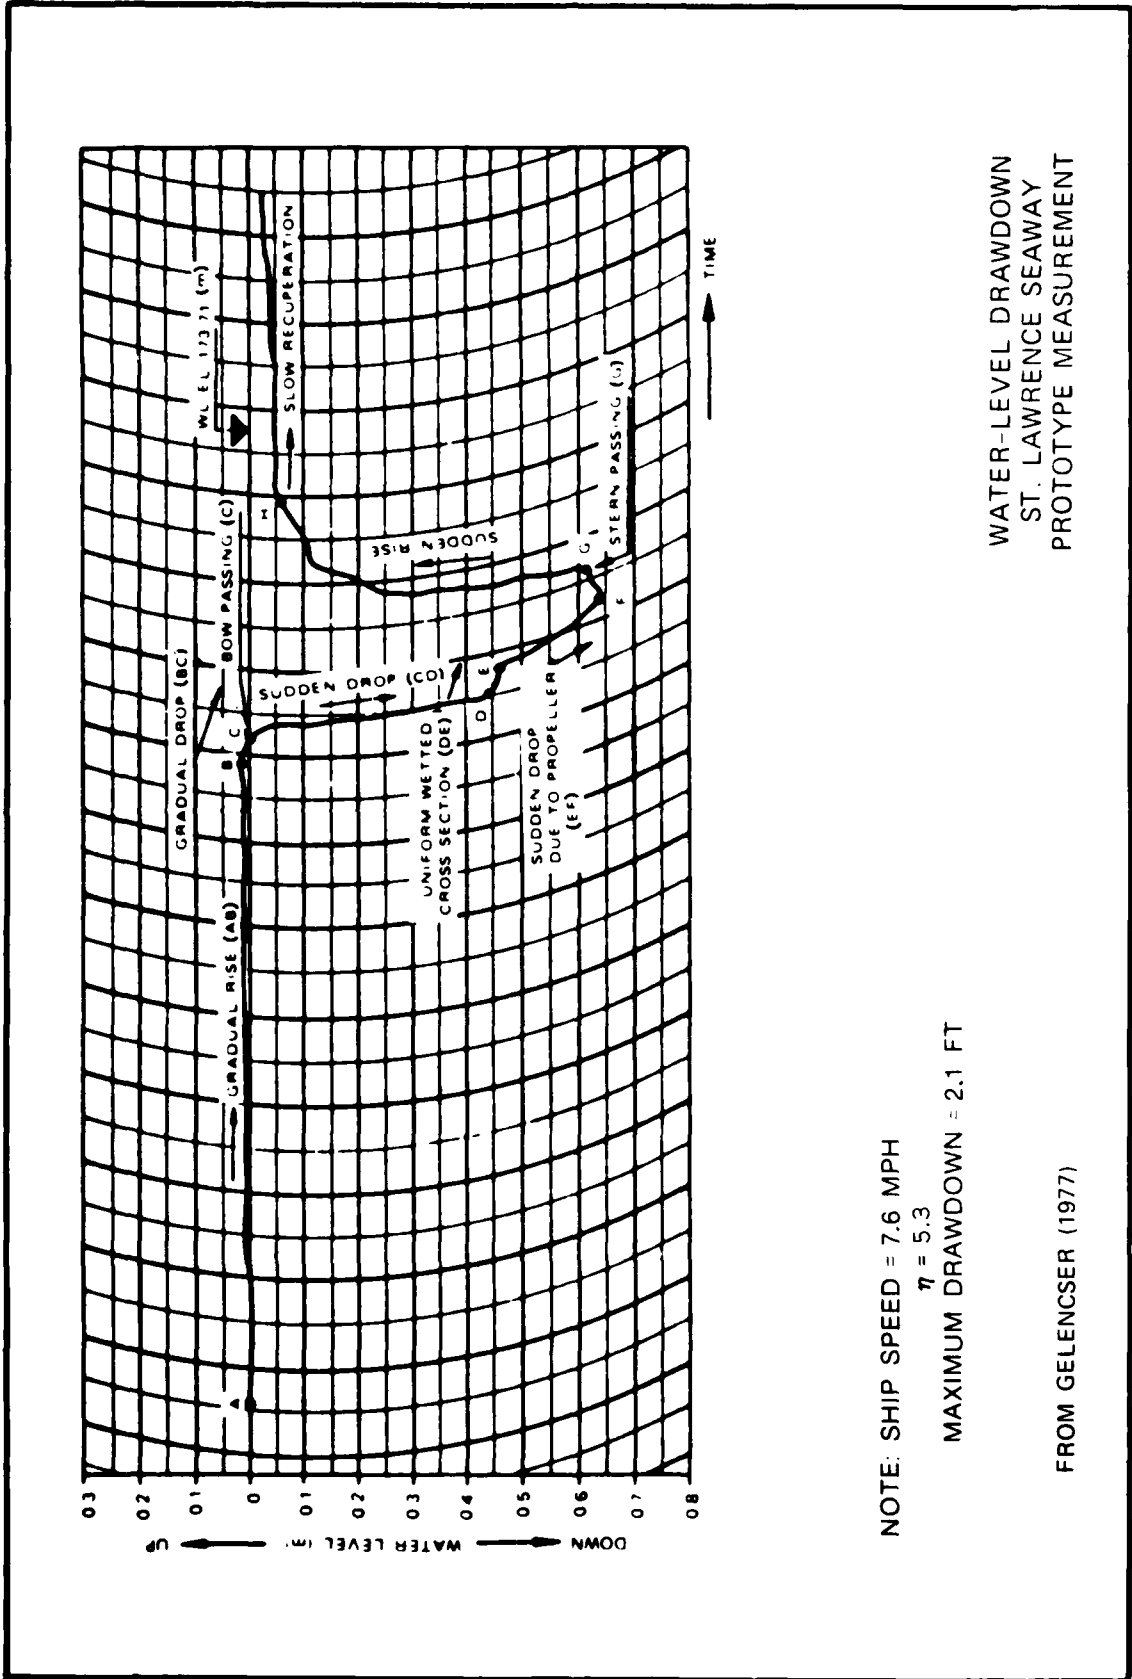 0.3
0.2
0.1
0
0.1
0.2
0.3
0.4
0.5
0.6
0.7
0.8
UP
WATER LEVEL (m)
DOWN
A
GRADUAL RISE (AB)
GRADUAL DROP (BC)
B
C
BOW PASSING (C)
SUDDEN DROP (CD)
UNIFORM WETTED
CROSS SECTION (DE)
D
E
SUDDEN DROP
DUE TO PROPELLER
(EF)
F
G
STERN PASSING (G)
SUDDEN RISE
I
WL EL 173.71 (m)
SLOW RECUPERATION
TIME
NOTE: SHIP SPEED = 7.6 MPH
η = 5.3
MAXIMUM DRAWDOWN = 2.1 FT
FROM GELENCSER (1977)
WATER-LEVEL DRAWDOWN
ST. LAWRENCE SEAWAY
PROTOTYPE MEASUREMENT